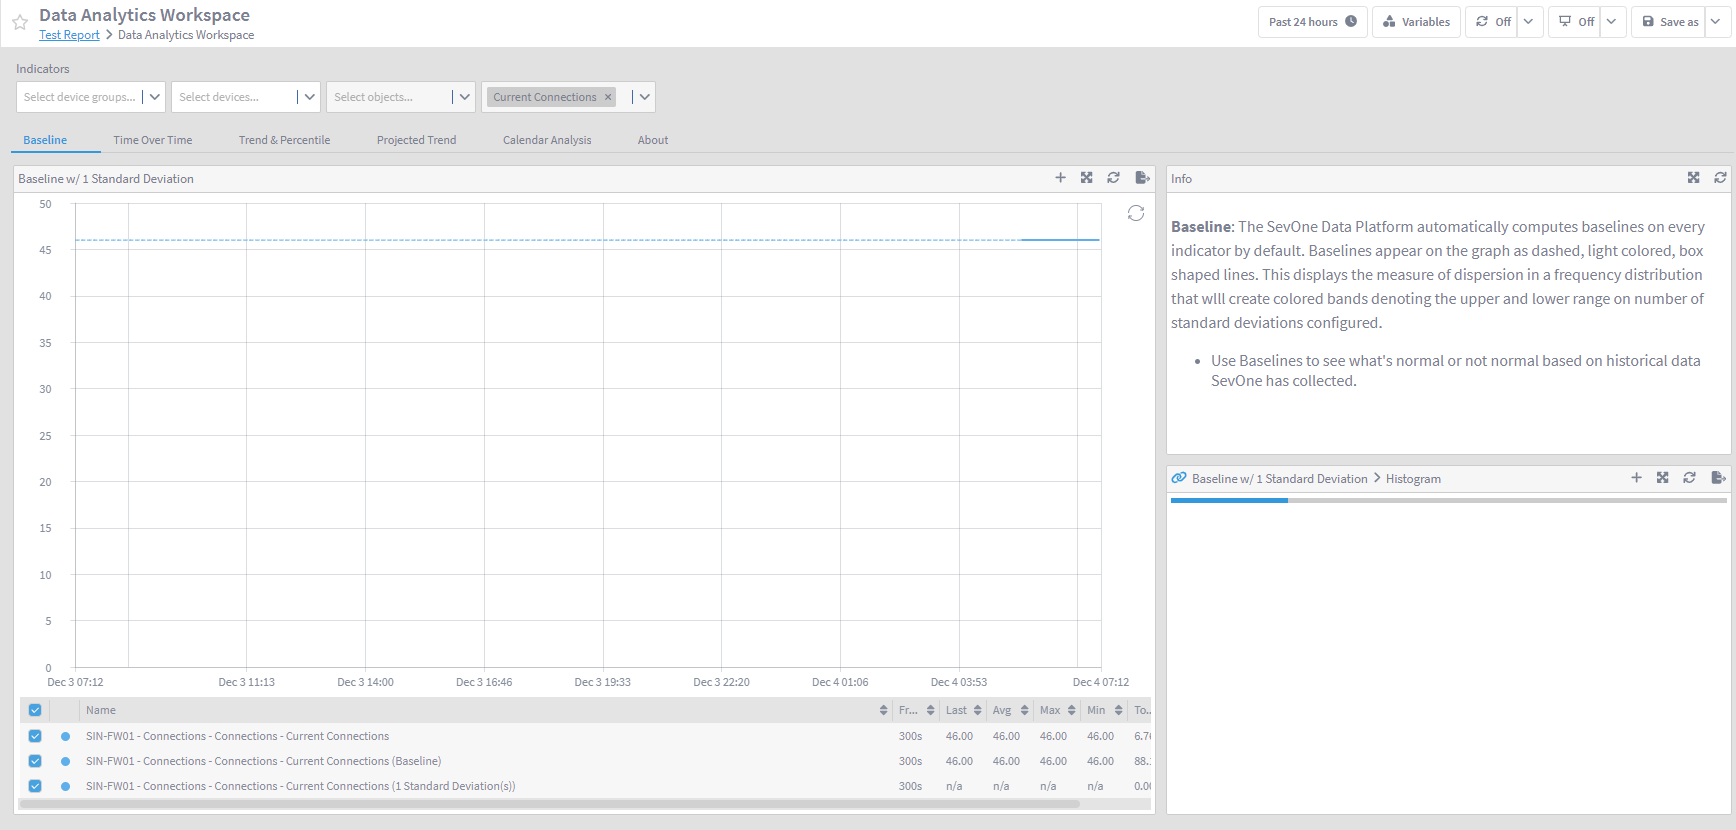 Data Analytics Workspace
Test Report > Data Analytics Workspace
Past 24 hours
Variables
Off
Off
Save as
Indicators
Select device groups...
Select devices...
Select objects...
Current Connections ×
Baseline
Time Over Time
Trend & Percentile
Projected Trend
Calendar Analysis
About
Baseline w/ 1 Standard Deviation
50
45
40
35
30
25
20
15
10
5
0
Dec 3 07:12
Dec 3 11:13
Dec 3 14:00
Dec 3 16:46
Dec 3 19:33
Dec 3 22:20
Dec 4 01:06
Dec 4 03:53
Dec 4 07:12
Name Fr... Last Avg Max Min To..
SIN-FW01 - Connections - Connections - Current Connections 300s 46.00 46.00 46.00 46.00
SIN-FW01 - Connections - Connections - Current Connections (Baseline) 300s 46.00 46.00 46.00 46.00 88.
SIN-FW01 - Connections - Connections - Current Connections (1 Standard Deviation(s)) 300s n/a n/a n/a n/a
Info
Baseline: The SevOne Data Platform automatically computes baselines on every
indicator by default. Baselines appear on the graph as dashed, light colored, box
shaped lines. This displays the measure of dispersion in a frequency distribution
that wlll create colored bands denoting the upper and lower range on number of
standard deviations configured.
• Use Baselines to see what's normal or not normal based on historical data
SevOne has collected.
Baseline w/ 1 Standard Deviation > Histogram